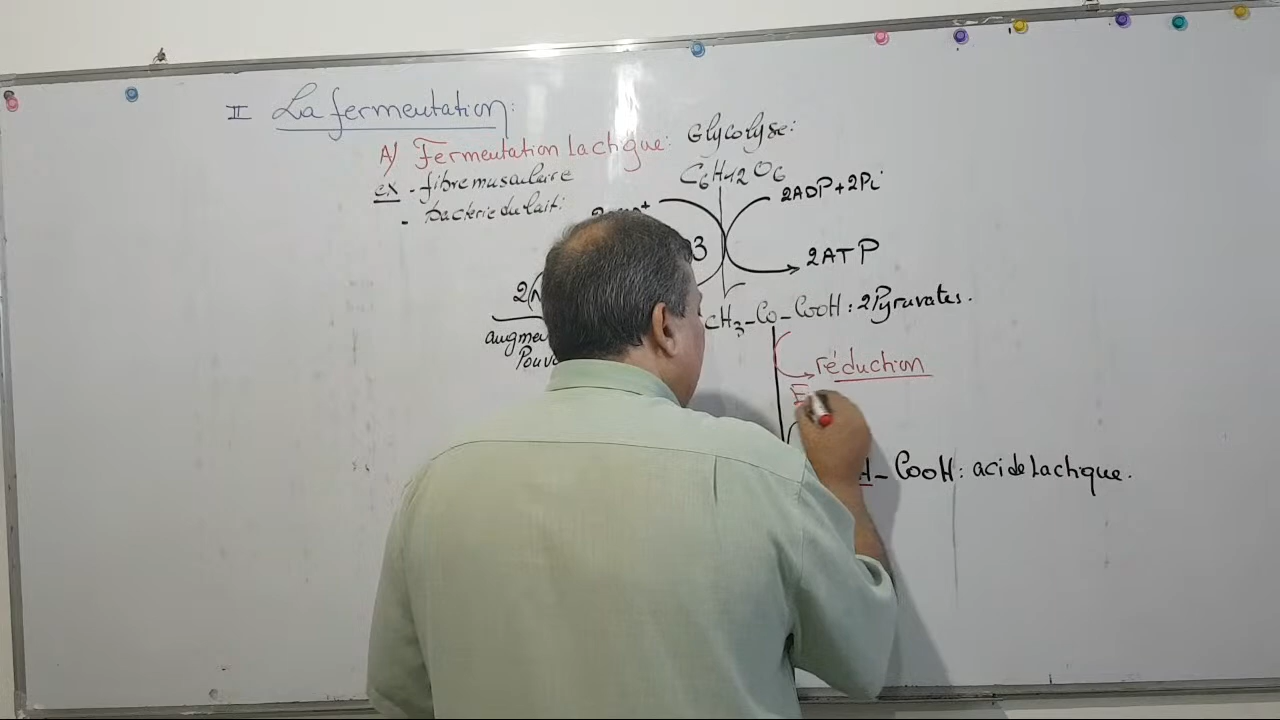 II La fermentation:
A) Fermentation Lactique: Glycolyse:
ex - fibre musculaire
- bacterie du lait:
C6H12O6
2ADP + 2Pi
2ATP
CH3-CO-COOH : 2Pyruvates.
réduction
H - COOH : acide Lactique.